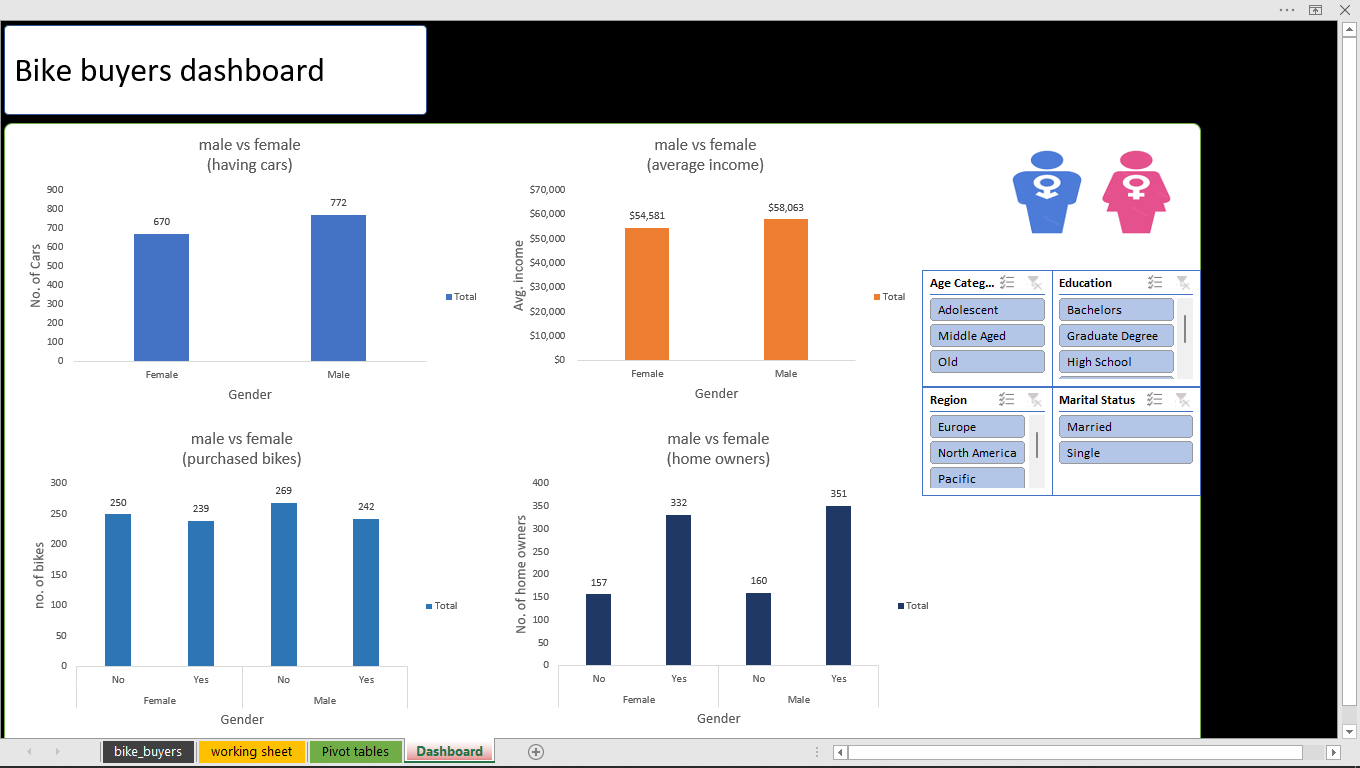 Bike buyers dashboard
male vs female
(having cars)
No. of Cars
900
800
700
600
500
400
300
200
100
0
670
772
Female
Male
Gender
Total
male vs female
(average income)
Avg. income
$70,000
$60,000
$50,000
$40,000
$30,000
$20,000
$10,000
$0
$54,581
$58,063
Female
Male
Gender
Total
Age Categ...
Adolescent
Middle Aged
Old
Education
Bachelors
Graduate Degree
High School
Region
Europe
North America
Pacific
Marital Status
Married
Single
male vs female
(purchased bikes)
no. of bikes
300
250
200
150
100
50
0
250
239
269
242
No
Yes
No
Yes
Female
Male
Gender
Total
male vs female
(home owners)
No. of home owners
400
350
300
250
200
150
100
50
0
157
332
160
351
No
Yes
No
Yes
Female
Male
Gender
Total
bike_buyers
working sheet
Pivot tables
Dashboard